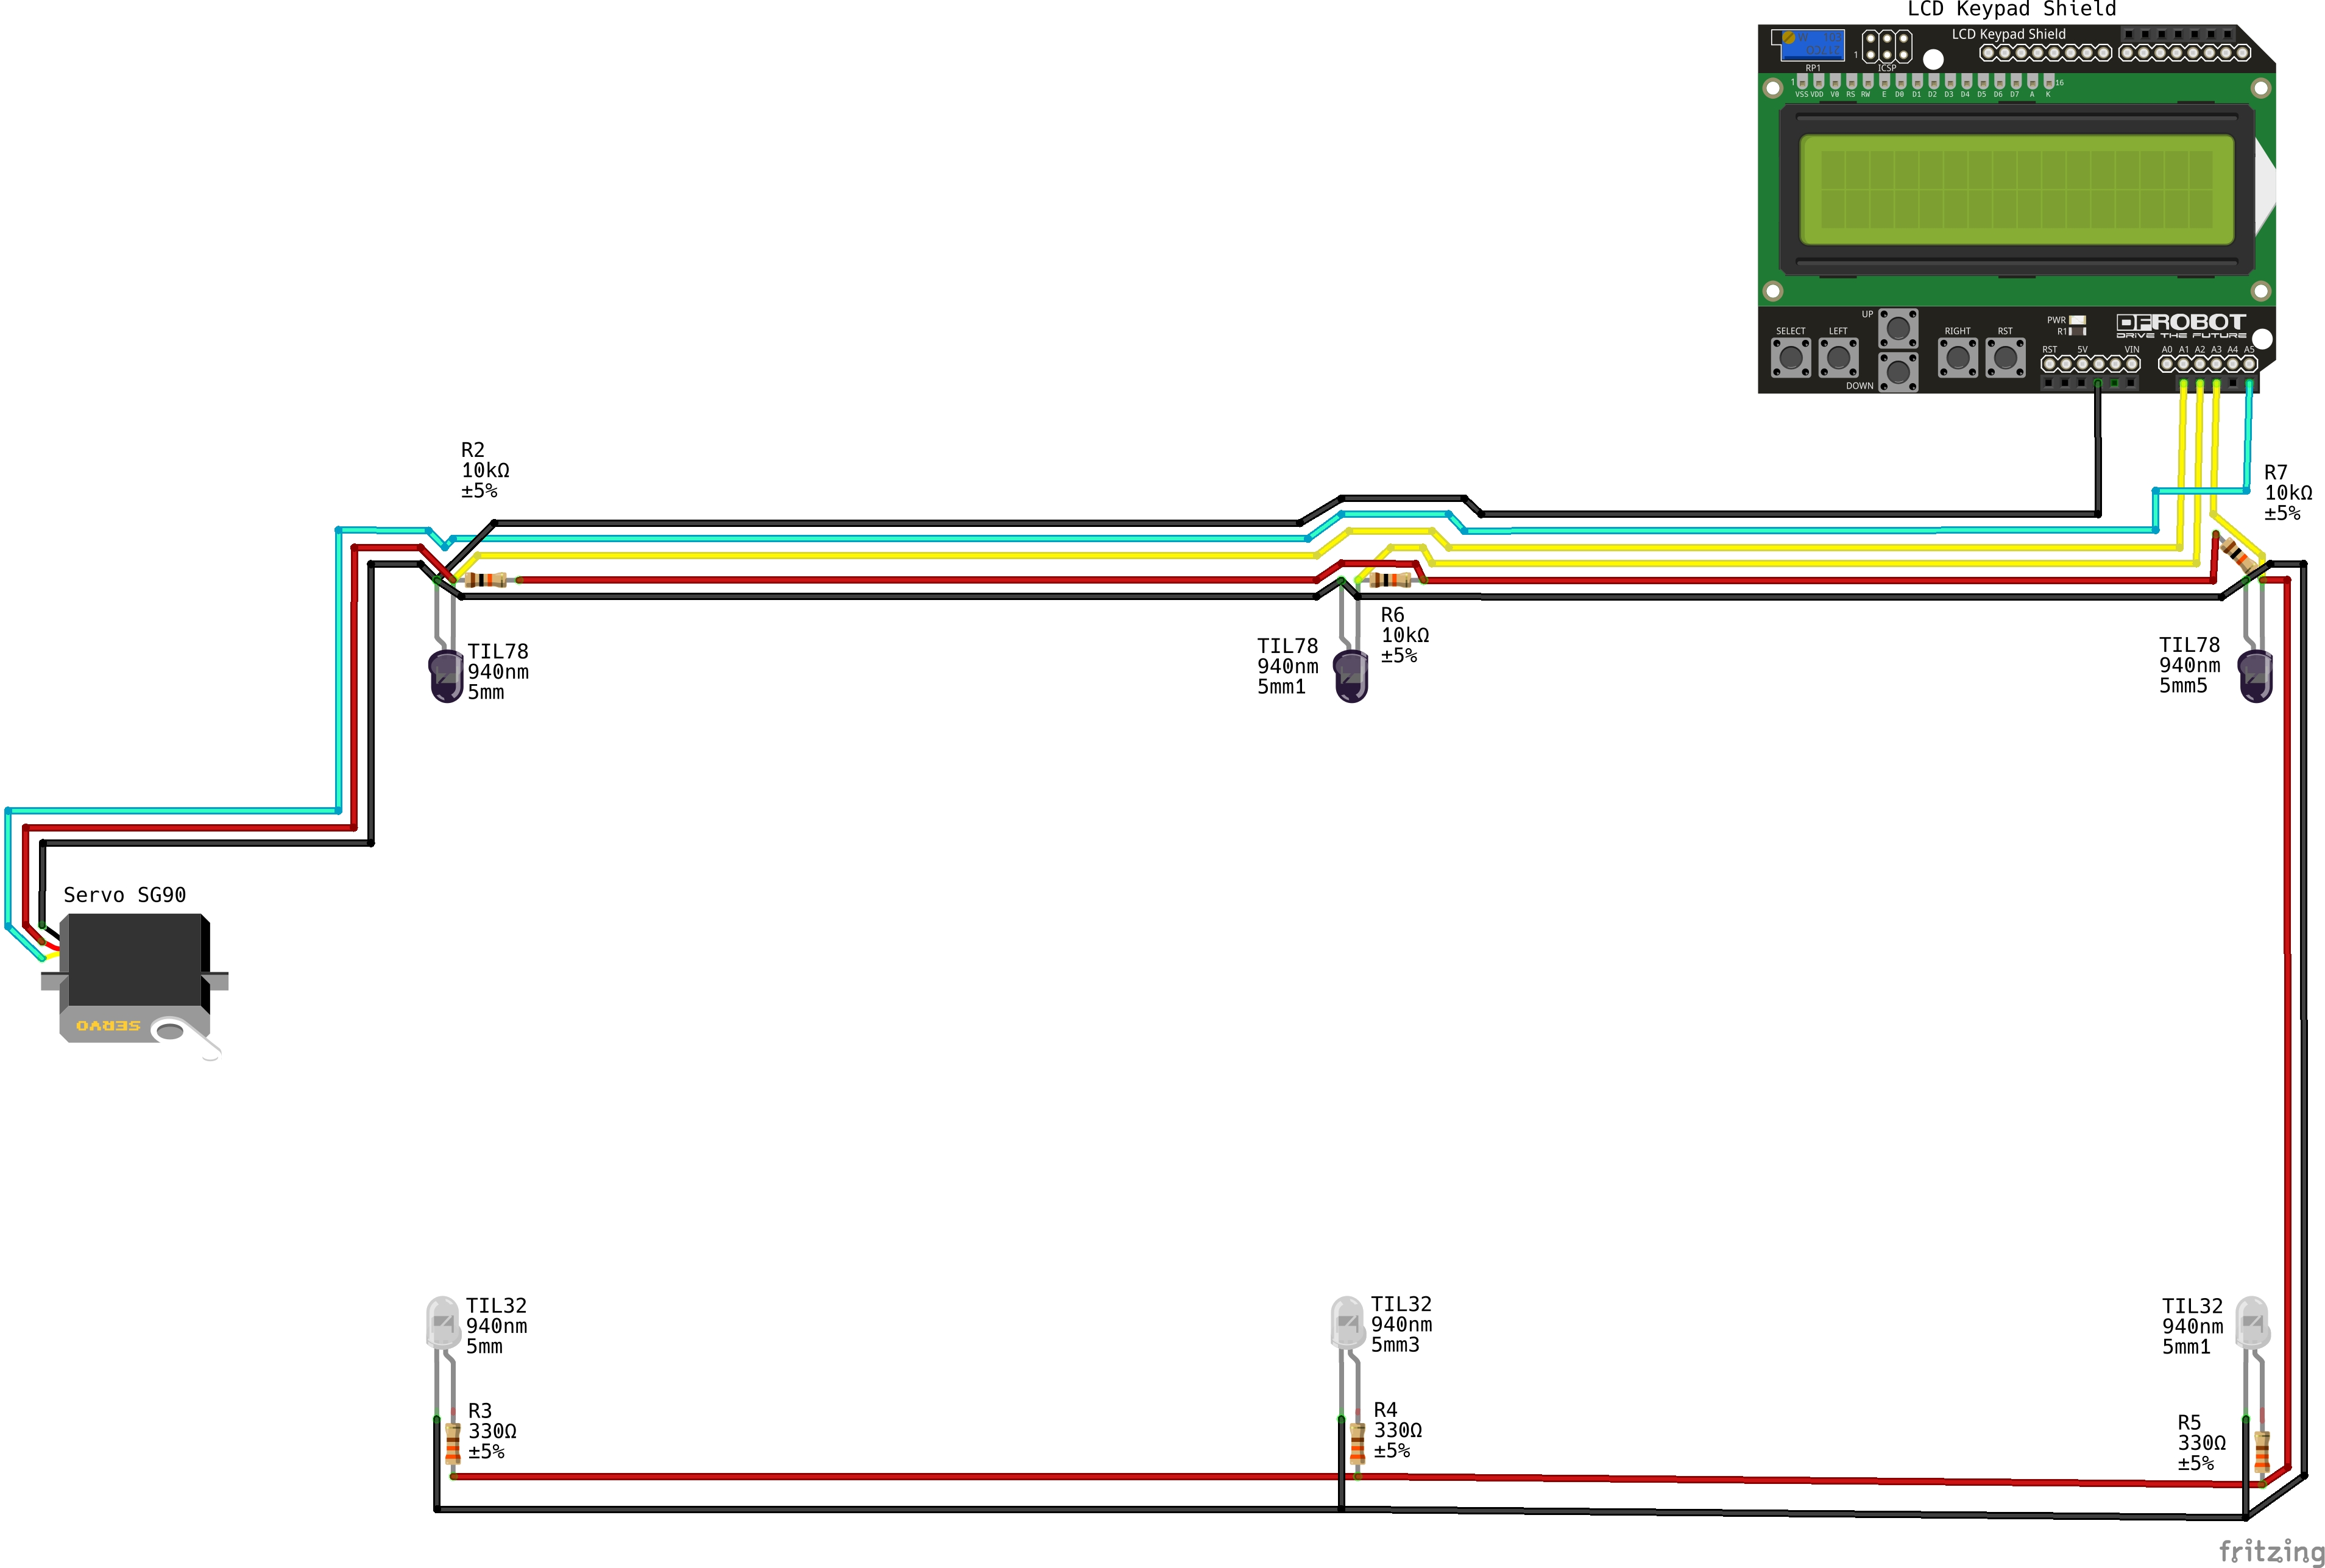 LCD Keypad Shield
LCD Keypad Shield
W 103
RP1
1
ICSP
1
16
VSS VDD V0 RS RW E D0 D1 D2 D3 D4 D5 D6 D7 A K
UP
SELECT LEFT RIGHT RST
DOWN
PWR
R1
DFROBOT
DRIVE THE FUTURE
RST 5V VIN A0 A1 A2 A3 A4 A5
R2
10kΩ
±5%
R7
10kΩ
±5%
R6
10kΩ
±5%
TIL78
940nm
5mm
TIL78
940nm
5mm1
TIL78
940nm
5mm5
Servo SG90
SERVO
TIL32
940nm
5mm
TIL32
940nm
5mm3
TIL32
940nm
5mm1
R3
330Ω
±5%
R4
330Ω
±5%
R5
330Ω
±5%
fritzing